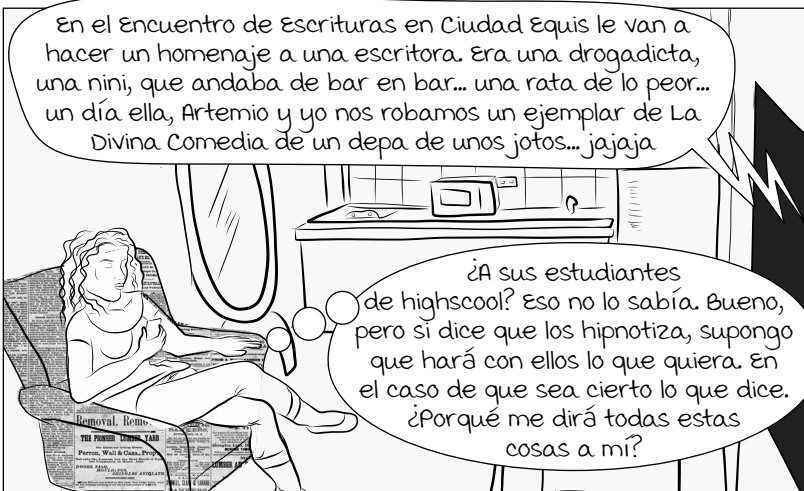 En el Encuentro de Escrituras en Ciudad Equis le van a
hacer un homenaje a una escritora. Era una drogadicta,
una nini, que andaba de bar en bar... una rata de lo peor...
un día ella, Artemio y yo nos robamos un ejemplar de La
Divina Comedia de un depa de unos jotos... jajaja
¿A sus estudiantes
de highscool? Eso no lo sabía. Bueno,
pero si dice que los hipnotiza, supongo
que hará con ellos lo que quiera. En
el caso de que sea cierto lo que dice.
¿Porqué me dirá todas estas
cosas a mí?
Removal. Remo
THE PIONEER LUMBER YARD
Perron, Wall & Cann., Prop
LUMBER AN